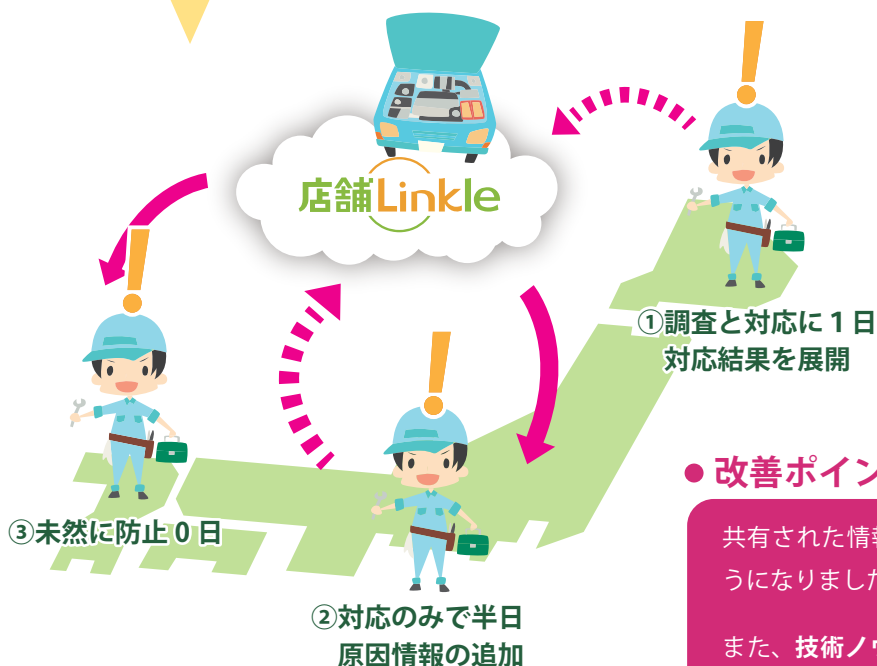 店舗Linkle
①調査と対応に1日
対応結果を展開
③未然に防止0日
②対応のみで半日
原因情報の追加
● 改善ポイン
共有された情
うになりました
また、技術ノ